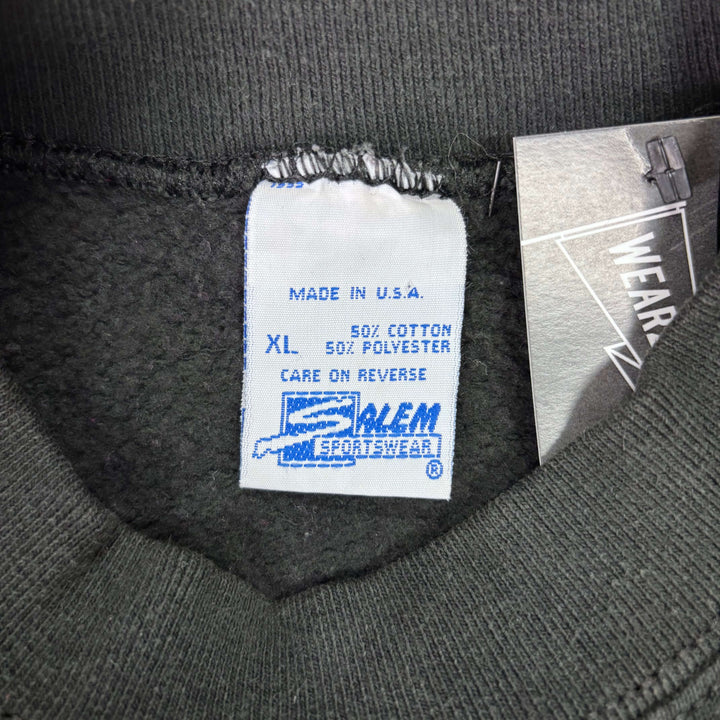 MADE IN U.S.A.
XL
50% COTTON
50% POLYESTER
CARE ON REVERSE
SALEM
SPORTSWEAR
®
WEAR